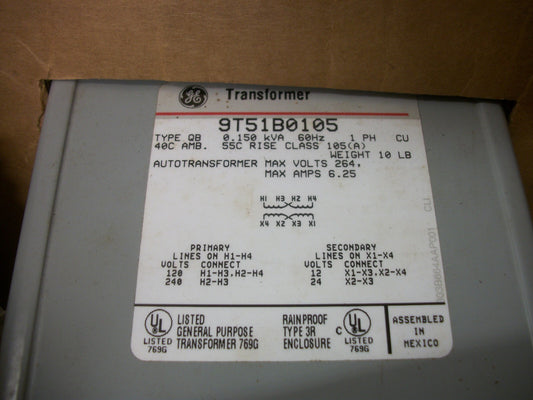 GE Transformer
9T51B0105
TYPE QB 0.150 kVA 60Hz 1 PH CU
40C AMB. 55C RISE CLASS 105(A)
WEIGHT 10 LB
AUTOTRANSFORMER MAX VOLTS 264,
MAX AMPS 6.25
H1 H3 H2 H4
X4 X2 X3 X1
PRIMARY SECONDARY
LINES ON H1-H4 LINES ON X1-X4
VOLTS CONNECT VOLTS CONNECT
120 H1-H3,H2-H4 12 X1-X3,X2-X4
240 H2-H3 24 X2-X3
UL LISTED 769G
LISTED
GENERAL PURPOSE
TRANSFORMER 769G
RAINPROOF
TYPE 3R
ENCLOSURE
C UL LISTED 769G
ASSEMBLED
IN
MEXICO